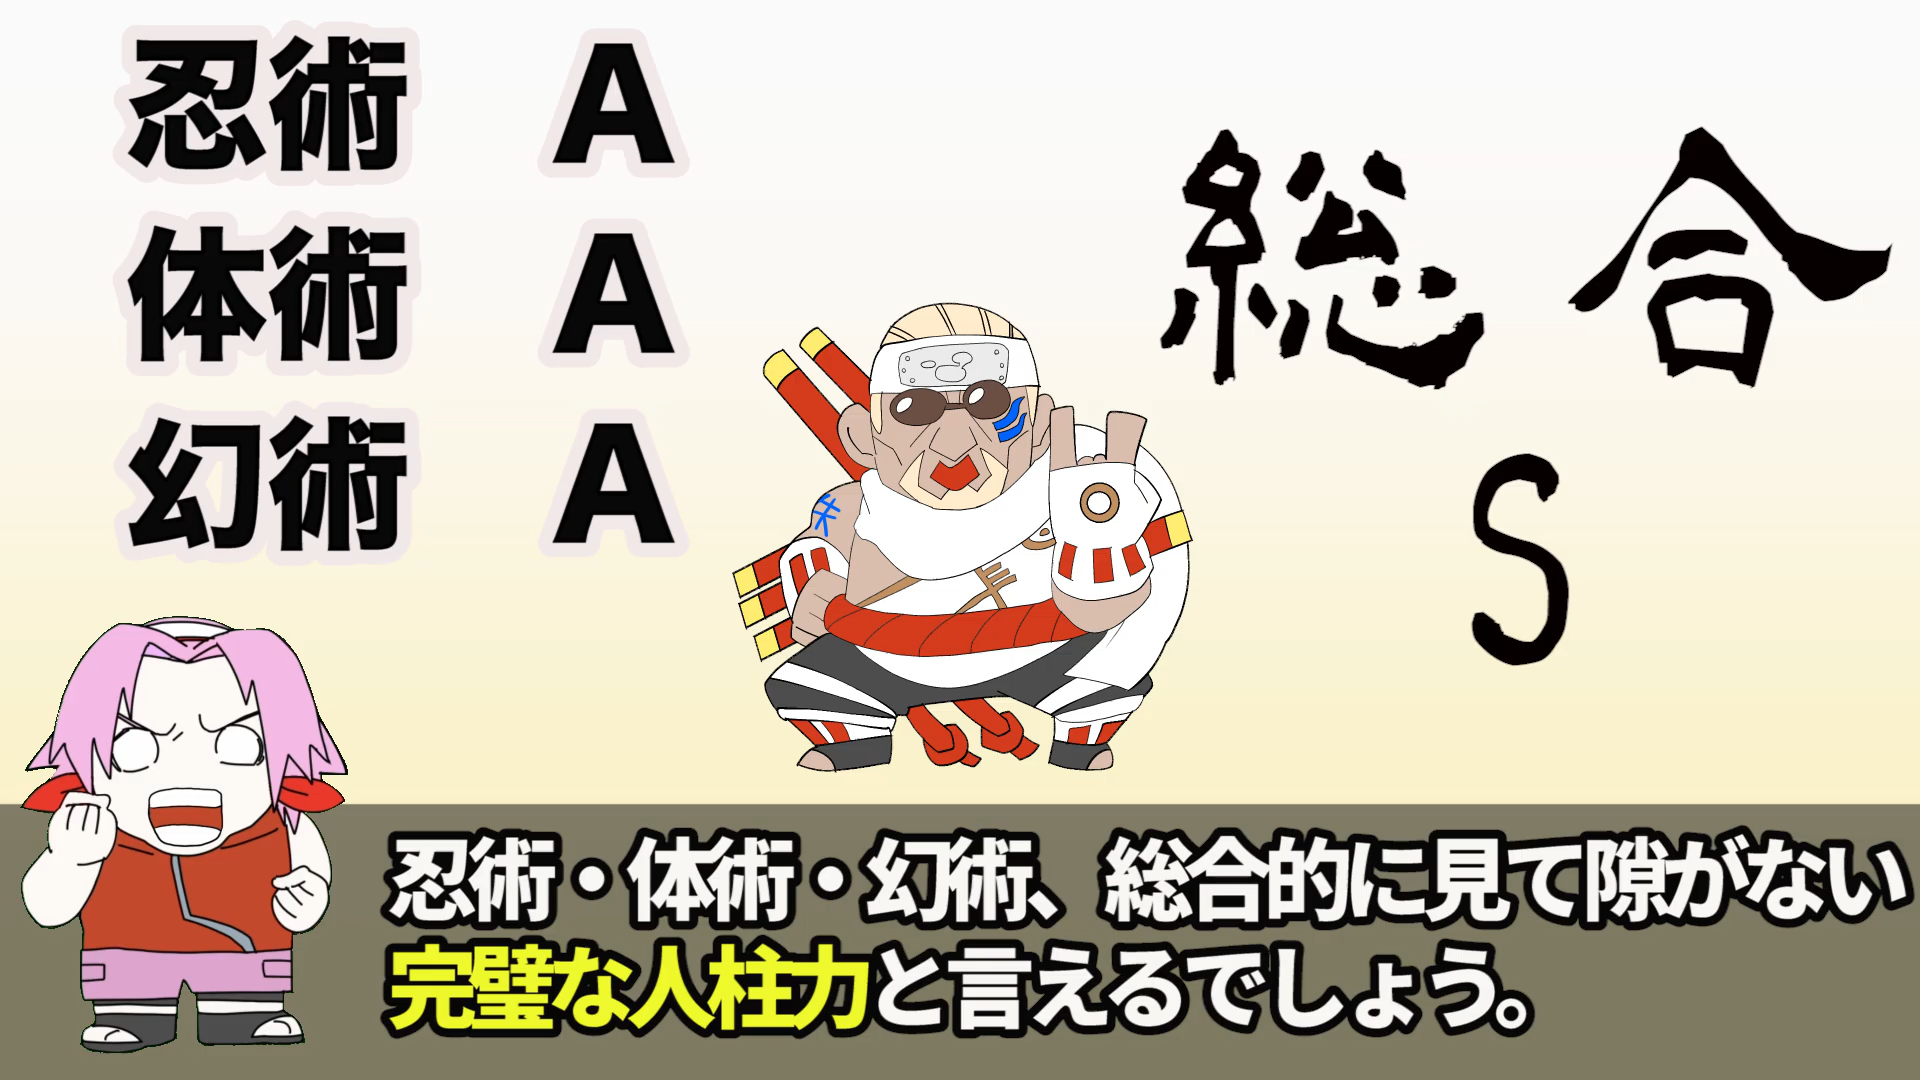 忍術 A
体術 A
幻術 A
総合
S
忍術・体術・幻術、総合的に見て隙がない
完璧な人柱力と言えるでしょう。